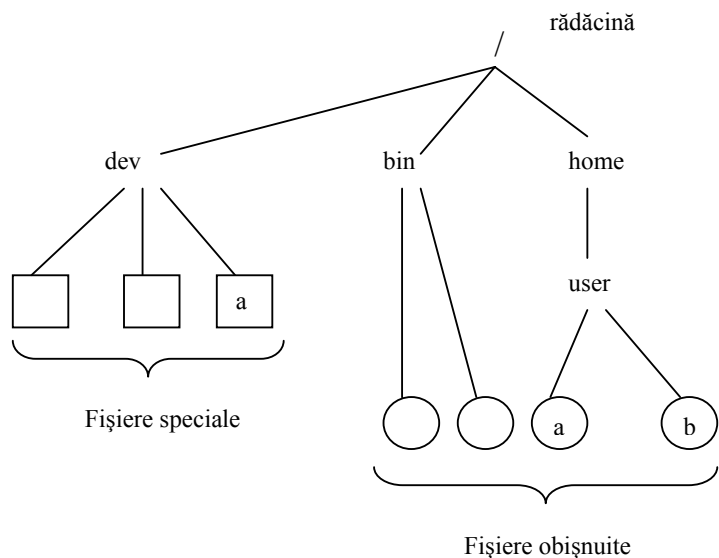 rădăcină
/
dev
bin
home
user
a
Fişiere speciale
a
b
Fişiere obişnuite